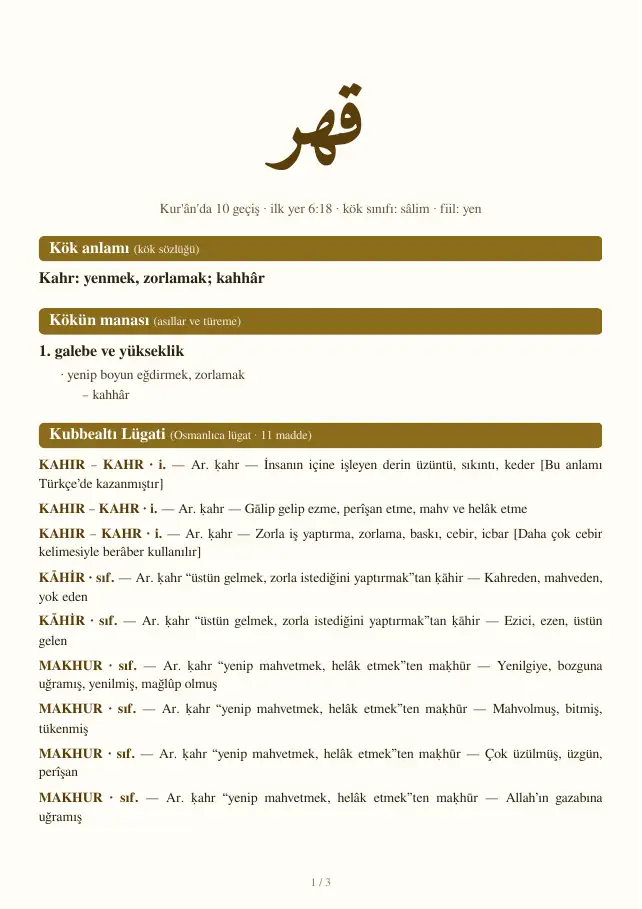 قهر
Kur'ân'da 10 geçiş · ilk yer 6:18 · kök sınıfı: sâlim · fiil: yen
Kök anlamı (kök sözlüğü)
Kahr: yenmek, zorlamak; kahhâr
Kökün manası (asıllar ve türeme)
1. galebe ve yükseklik
· yenip boyun eğdirmek, zorlamak
– kahhâr
Kubbealtı Lügati (Osmanlıca lügat · 11 madde)
KAHIR – KAHR · i. — Ar. ḳahr — İnsanın içine işleyen derin üzüntü, sıkıntı, keder [Bu anlamı
Türkçe’de kazanmıştır]
KAHIR – KAHR · i. — Ar. ḳahr — Gālip gelip ezme, perîşan etme, mahv ve helâk etme
KAHIR – KAHR · i. — Ar. ḳahr — Zorla iş yaptırma, zorlama, baskı, cebir, icbar [Daha çok cebir
kelimesiyle berâber kullanılır]
KĀHİR · sıf. — Ar. ḳahr “üstün gelmek, zorla istediğini yaptırmak”tan ḳāhir — Kahreden, mahveden,
yok eden
KĀHİR · sıf. — Ar. ḳahr “üstün gelmek, zorla istediğini yaptırmak”tan ḳāhir — Ezici, ezen, üstün
gelen
MAKHUR · sıf. — Ar. ḳahr “yenip mahvetmek, helâk etmek”ten maḳhūr — Yenilgiye, bozguna
uğramış, yenilmiş, mağlûp olmuş
MAKHUR · sıf. — Ar. ḳahr “yenip mahvetmek, helâk etmek”ten maḳhūr — Mahvolmuş, bitmiş,
tükenmiş
MAKHUR · sıf. — Ar. ḳahr “yenip mahvetmek, helâk etmek”ten maḳhūr — Çok üzülmüş, üzgün,
perîşan
MAKHUR · sıf. — Ar. ḳahr “yenip mahvetmek, helâk etmek”ten maḳhūr — Allah’ın gazabına
uğramış
1 / 3